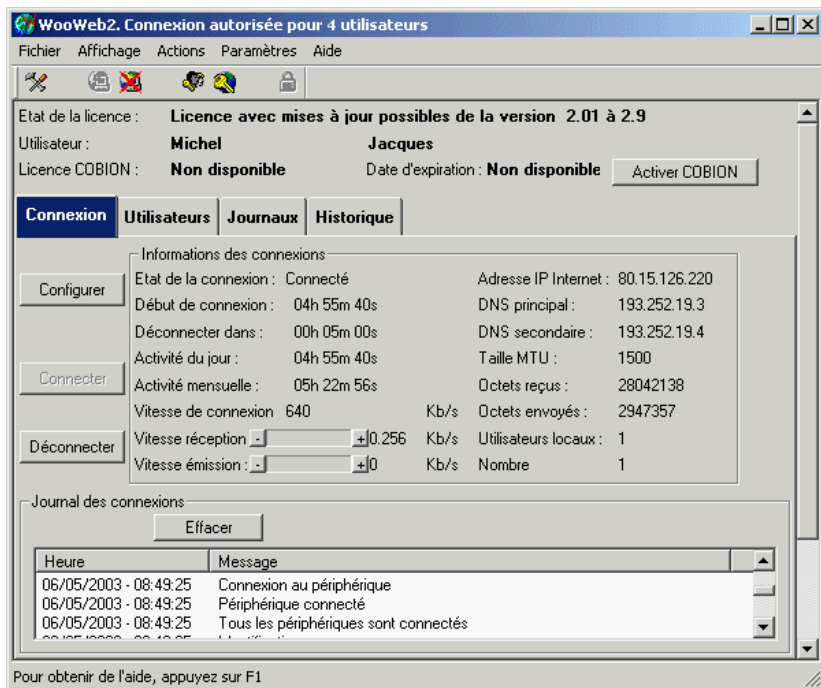 WooWeb2. Connexion autorisée pour 4 utilisateurs
Fichier Affichage Actions Paramètres Aide
Etat de la licence : Licence avec mises à jour possibles de la version 2.01 à 2.9
Utilisateur : Michel Jacques
Licence COBION : Non disponible Date d'expiration : Non disponible Activer COBION
Connexion Utilisateurs Journaux Historique
Informations des connexions
Configurer
Connecter
Déconnecter
Etat de la connexion : Connecté Adresse IP Internet : 80.15.126.220
Début de connexion : 04h 55m 40s DNS principal : 193.252.19.3
Déconnecter dans : 00h 05m 00s DNS secondaire : 193.252.19.4
Activité du jour : 04h 55m 40s Taille MTU : 1500
Activité mensuelle : 05h 22m 56s Octets reçus : 28042138
Vitesse de connexion 640 Kb/s Octets envoyés : 2947357
Vitesse réception - + 0.256 Kb/s Utilisateurs locaux : 1
Vitesse émission : - + 0 Kb/s Nombre 1
Journal des connexions
Effacer
Heure Message
06/05/2003 - 08:49:25 Connexion au périphérique
06/05/2003 - 08:49:25 Périphérique connecté
06/05/2003 - 08:49:25 Tous les périphériques sont connectés
Pour obtenir de l'aide, appuyez sur F1